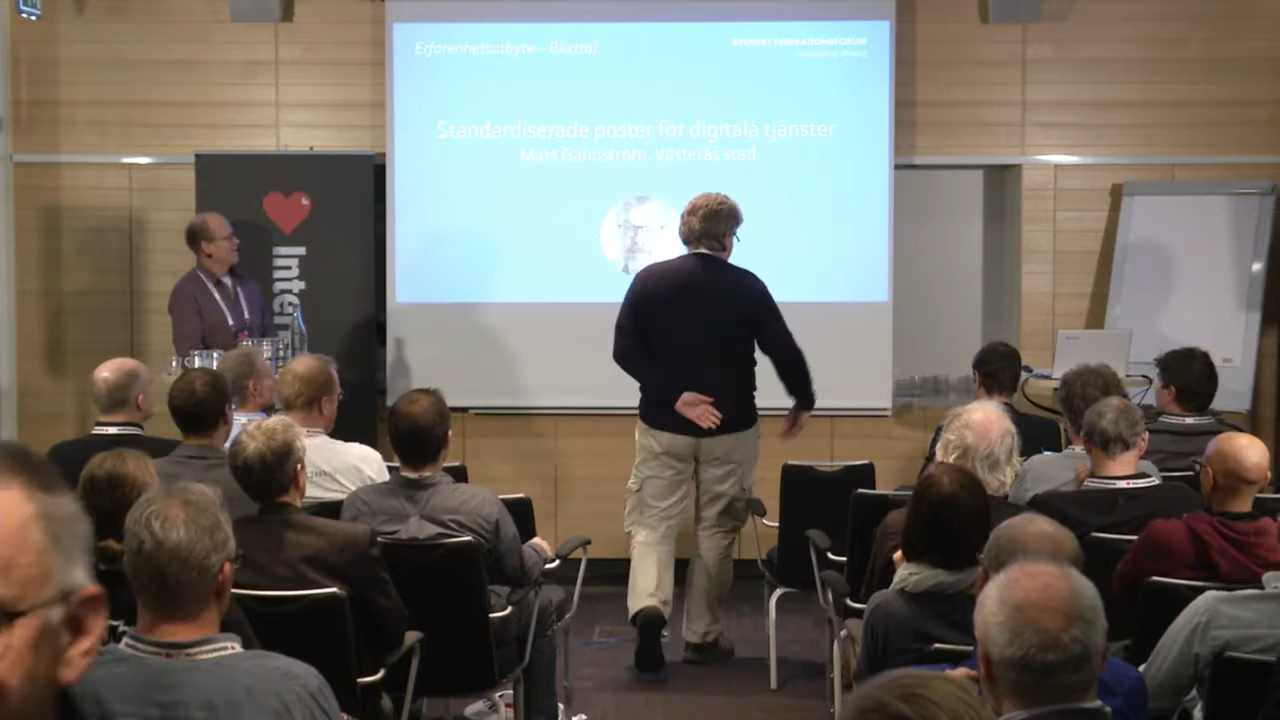 Erfarenhetsutbyte - Blixttal
Standardiserade poster för digitala tjänster
Mats Gahnström, Västerås stad
Inter